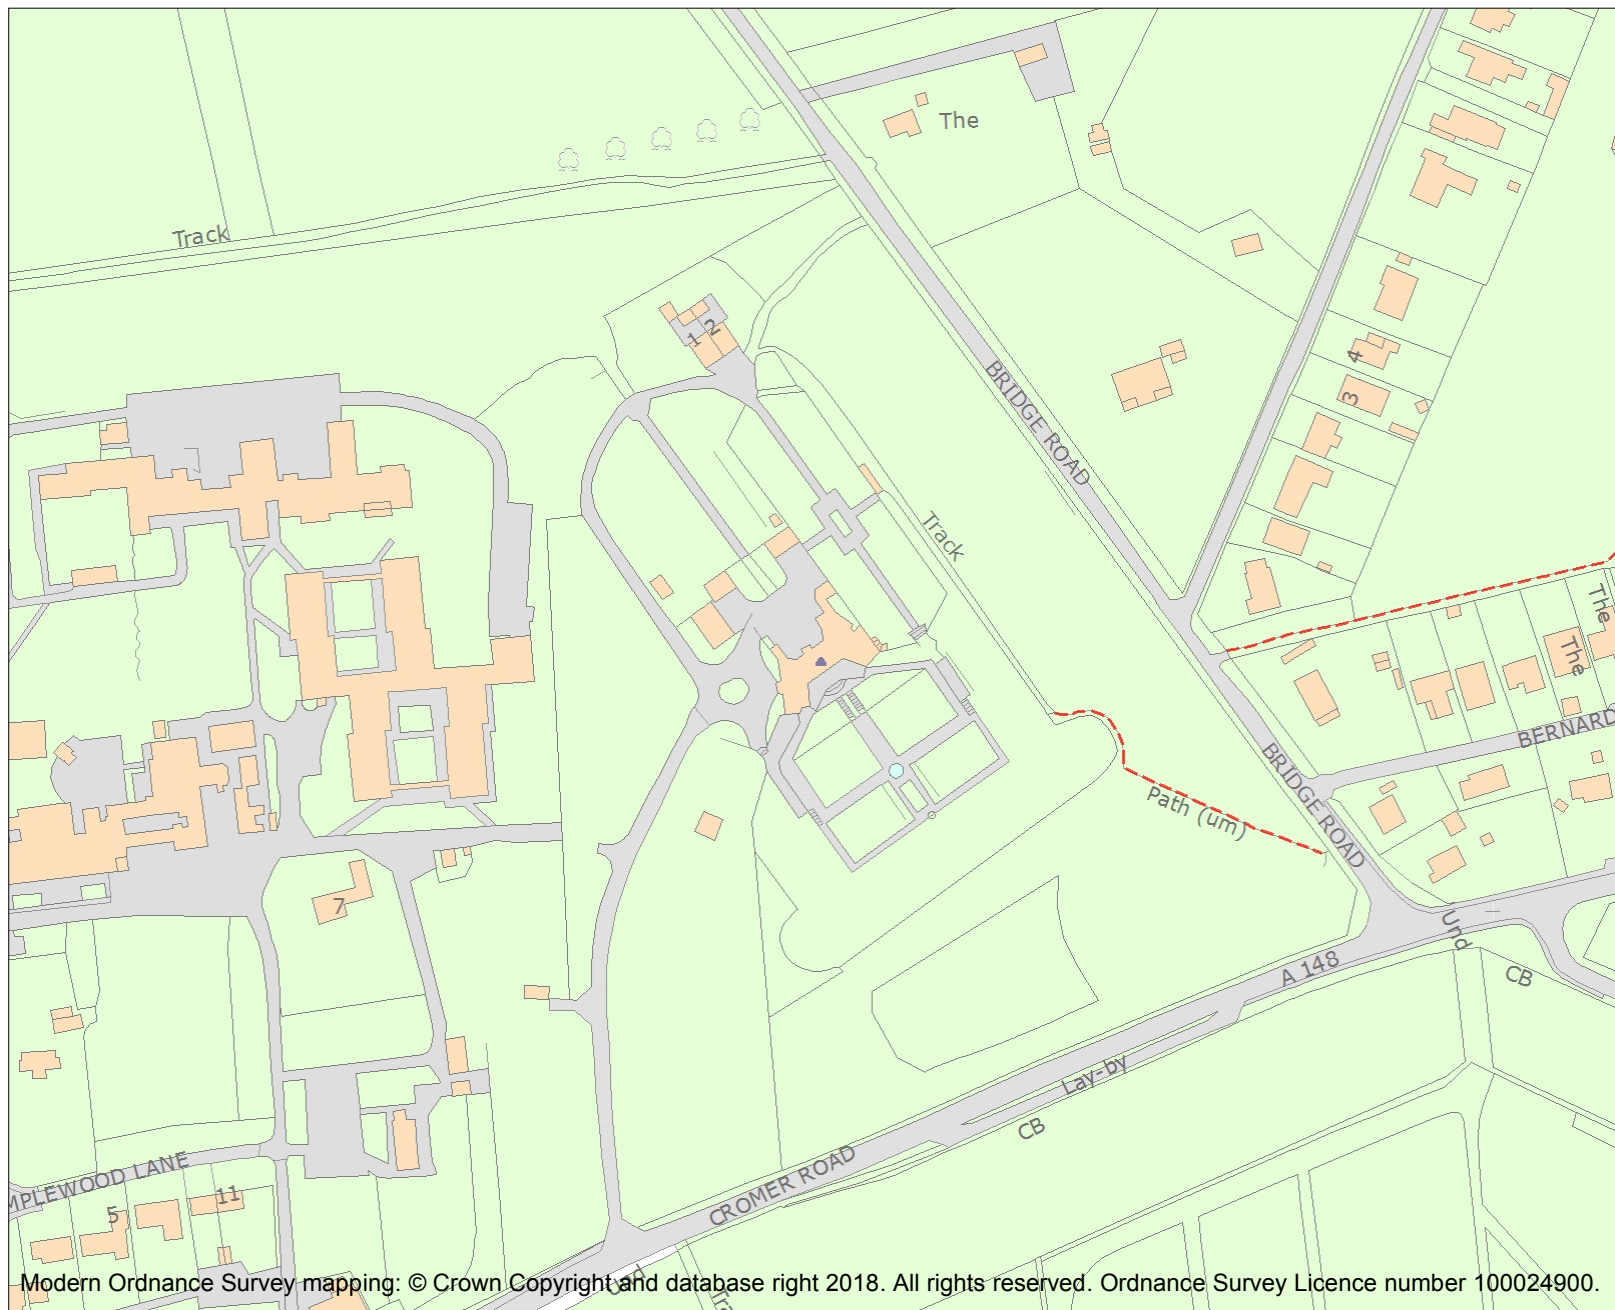 The
Track
2
1
4
3
BRIDGE ROAD
Track
The
The
BERNARD
BRIDGE ROAD
Path (um)
7
Und
A 148
CB
Lay-by
CB
CROMER ROAD
MPLEWOOD LANE
11
5
Modern Ordnance Survey mapping: © Crown Copyright and database right 2018. All rights reserved. Ordnance Survey Licence number 100024900.